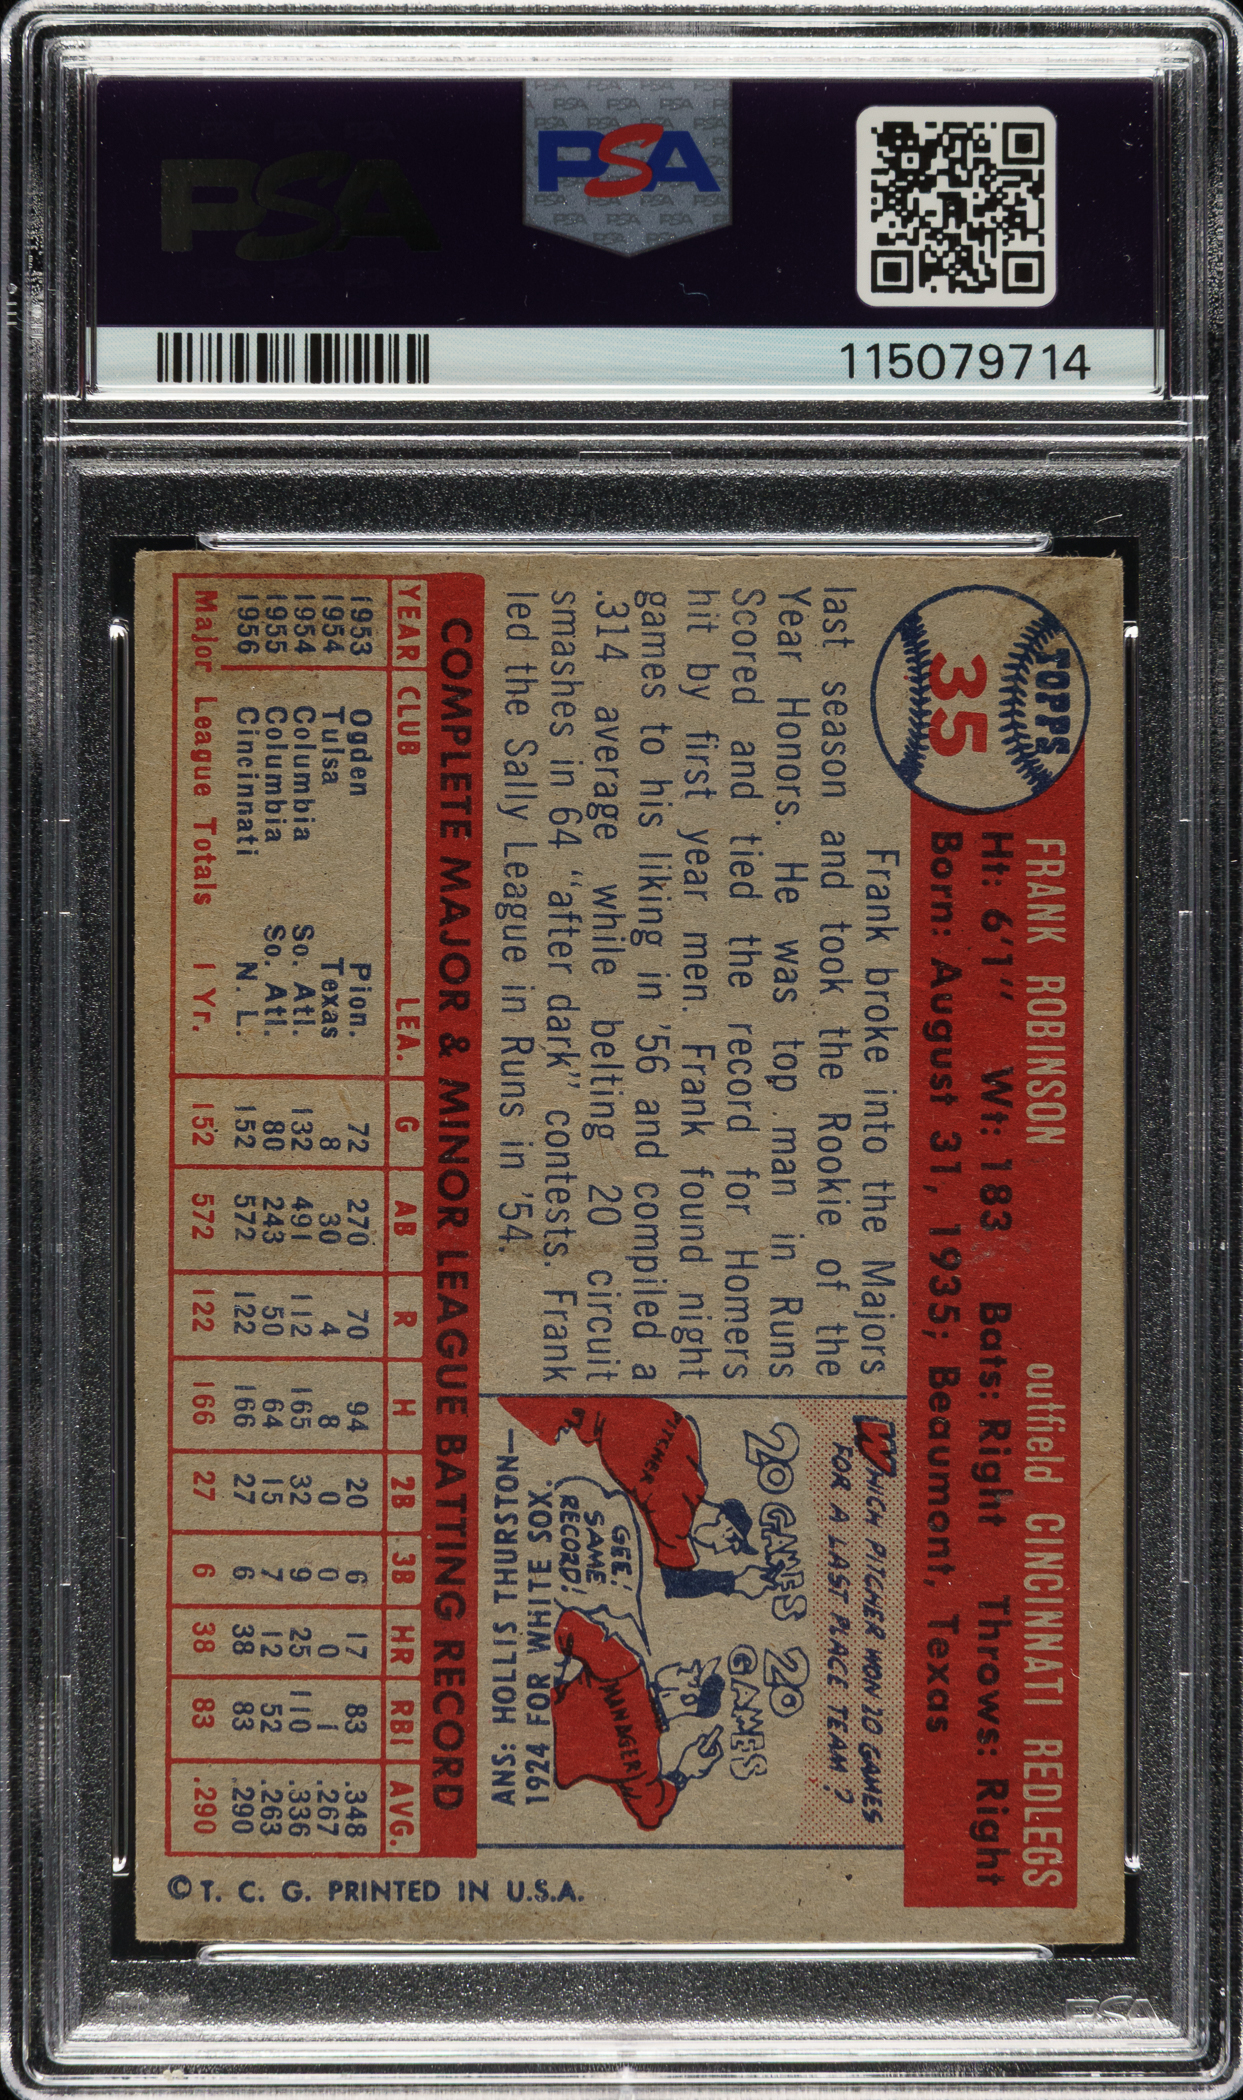 PSA
PSA
115079714
TOPPS
35
FRANK ROBINSON outfield CINCINNATI REDLEGS
Ht: 6'1" Wt: 183 Bats: Right Throws: Right
Born: August 31, 1935; Beaumont, Texas
Frank broke into the Majors
last season and took the Rookie of the
Year Honors. He was top man in Runs
Scored and tied the record for Homers
hit by first year men. Frank found night
games to his liking in '56 and compiled a
.314 average while belting 20 circuit
smashes in 64 "after dark" contests. Frank
led the Sally League in Runs in '54.
WHICH PITCHER WON 20 GAMES
FOR A LAST PLACE TEAM ?
20 GAMES
20 GAMES
PITCHER
MANAGER
GEE! SAME RECORD!
ANS: HOLLIS THURSTON—
1924 FOR WHITE SOX.
COMPLETE MAJOR & MINOR LEAGUE BATTING RECORD
YEAR CLUB LEA. G AB R H 2B 3B HR RBI AVG.
1953 Ogden Pion. 72 270 70 94 20 6 17 83 .348
1954 Tulsa Texas 8 30 4 8 0 0 0 1 .267
1954 Columbia So. Atl. 132 491 112 165 32 9 25 110 .336
1955 Columbia So. Atl. 80 243 50 64 15 7 12 52 .263
1956 Cincinnati N. L. 152 572 122 166 27 6 38 83 .290
Major League Totals 1 Yr. 152 572 122 166 27 6 38 83 .290
© T. C. G. PRINTED IN U.S.A.
PSA